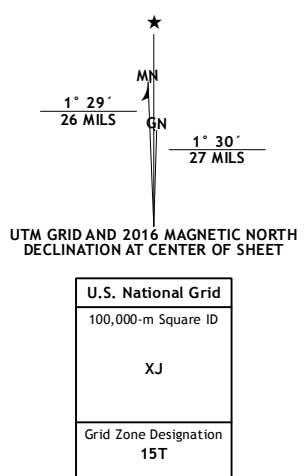 MN
1° 29´
26 MILS
GN
1° 30´
27 MILS
UTM GRID AND 2016 MAGNETIC NORTH
DECLINATION AT CENTER OF SHEET
U.S. National Grid
100,000-m Square ID
XJ
Grid Zone Designation
15T